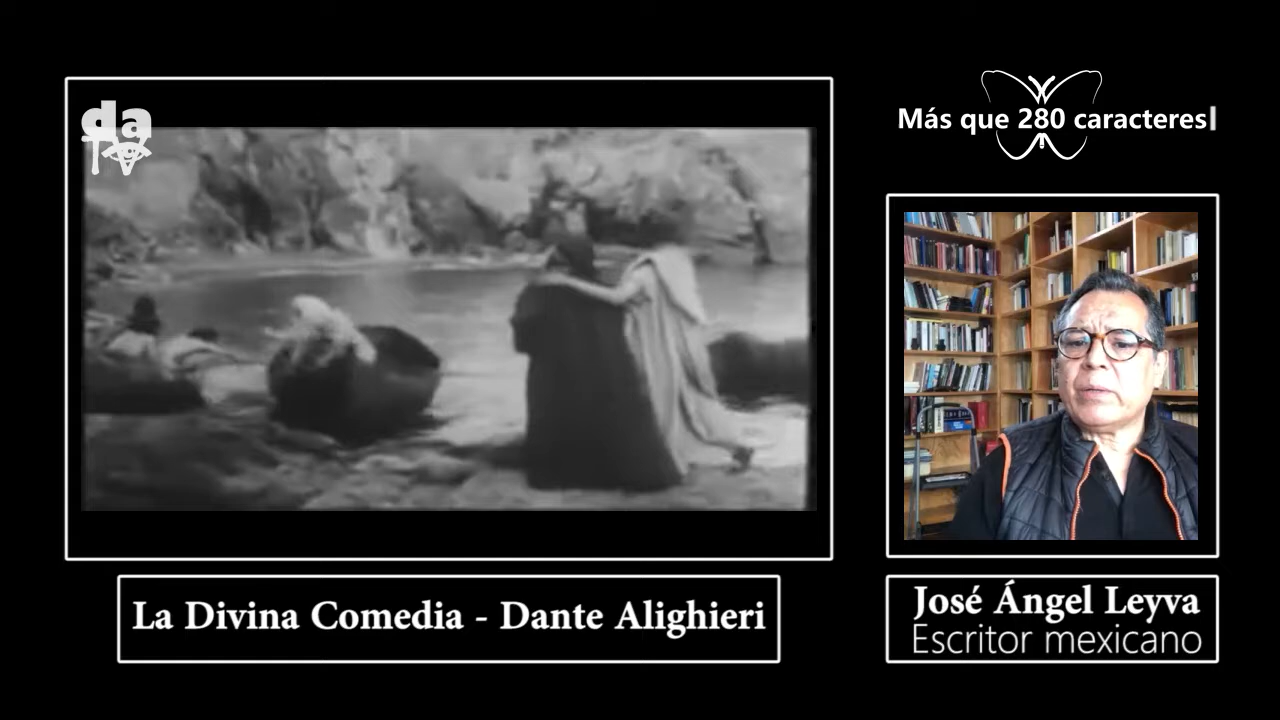 da
TV
Más que 280 caracteres
La Divina Comedia - Dante Alighieri
José Ángel Leyva
Escritor mexicano